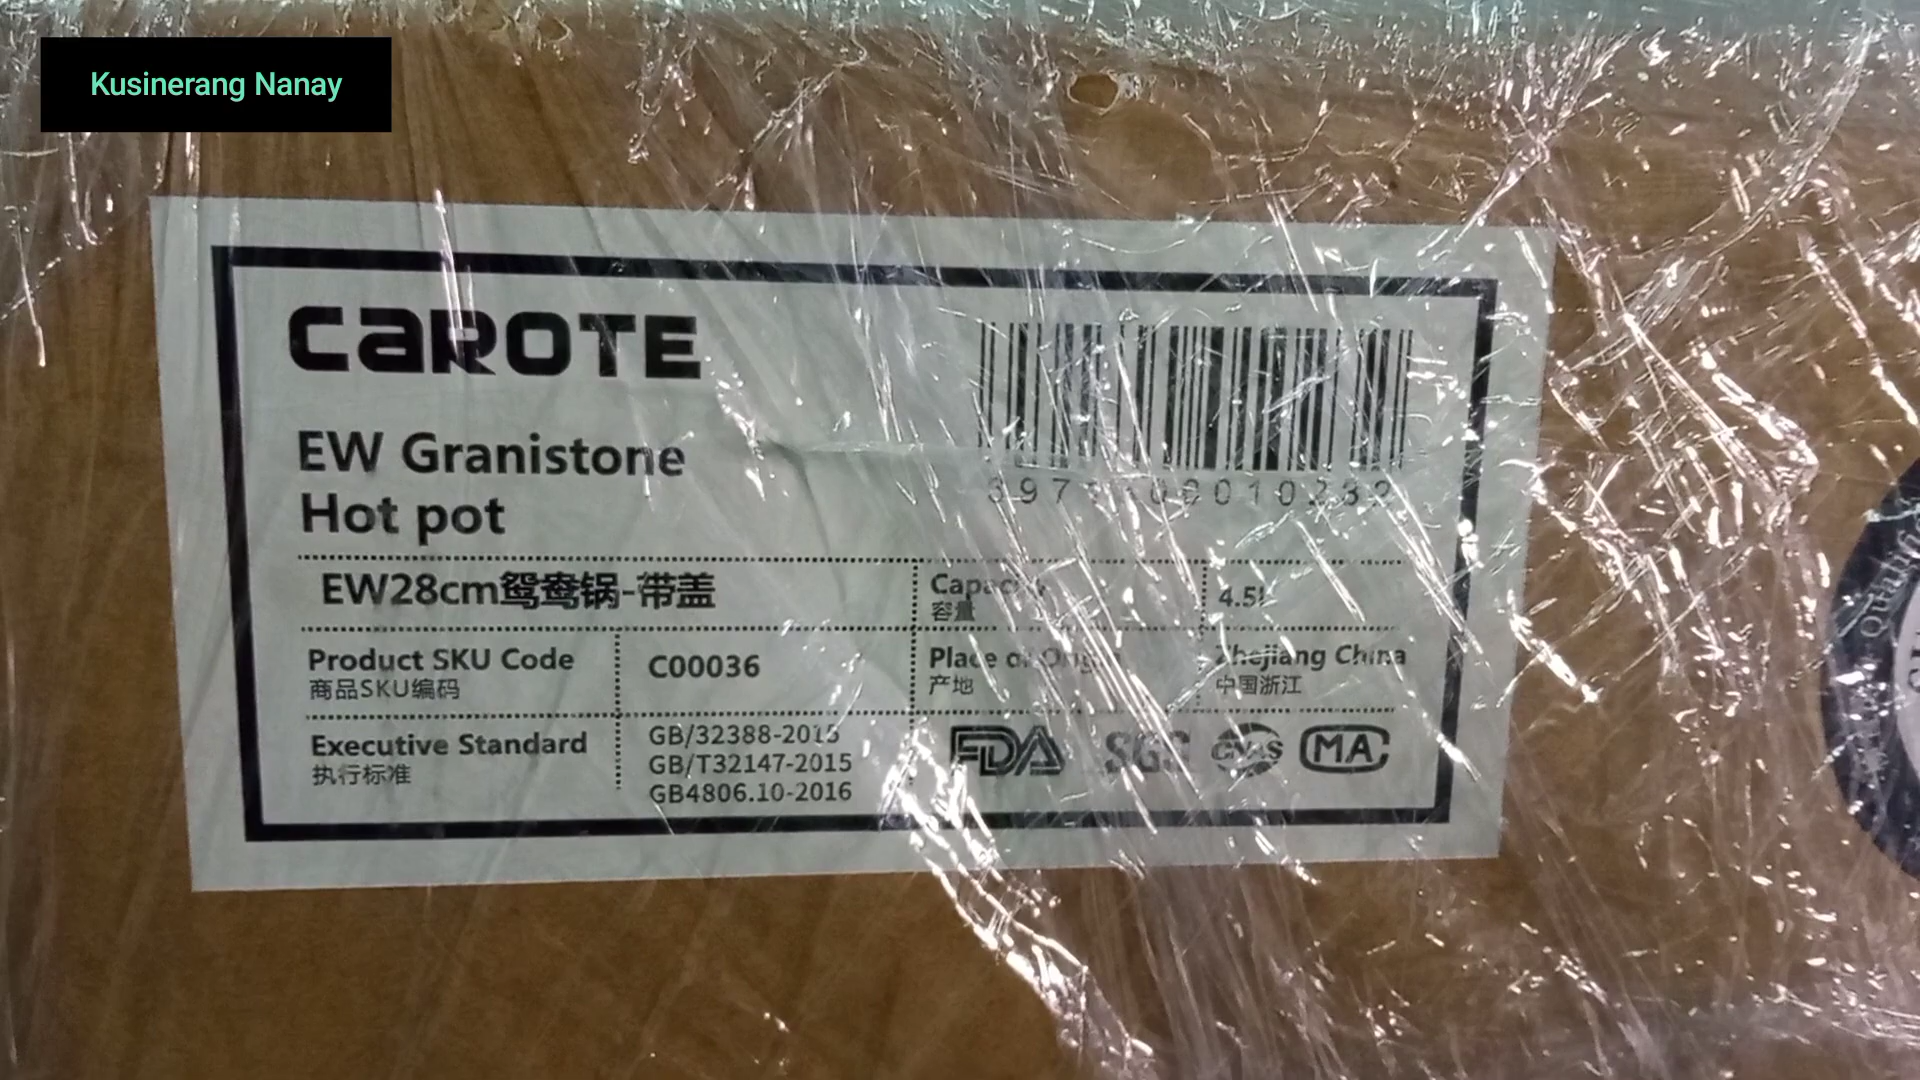 Kusinerang Nanay
CaROTE
EW Granistone
Hot pot
EW28cm鸳鸯锅-带盖
Capacity
容量
4.5L
Product SKU Code
商品SKU编码
C00036
Place of Origin
产地
Zhejiang China
中国浙江
Executive Standard
执行标准
GB/32388-2015
GB/T32147-2015
GB4806.10-2016
FDA SGS MA